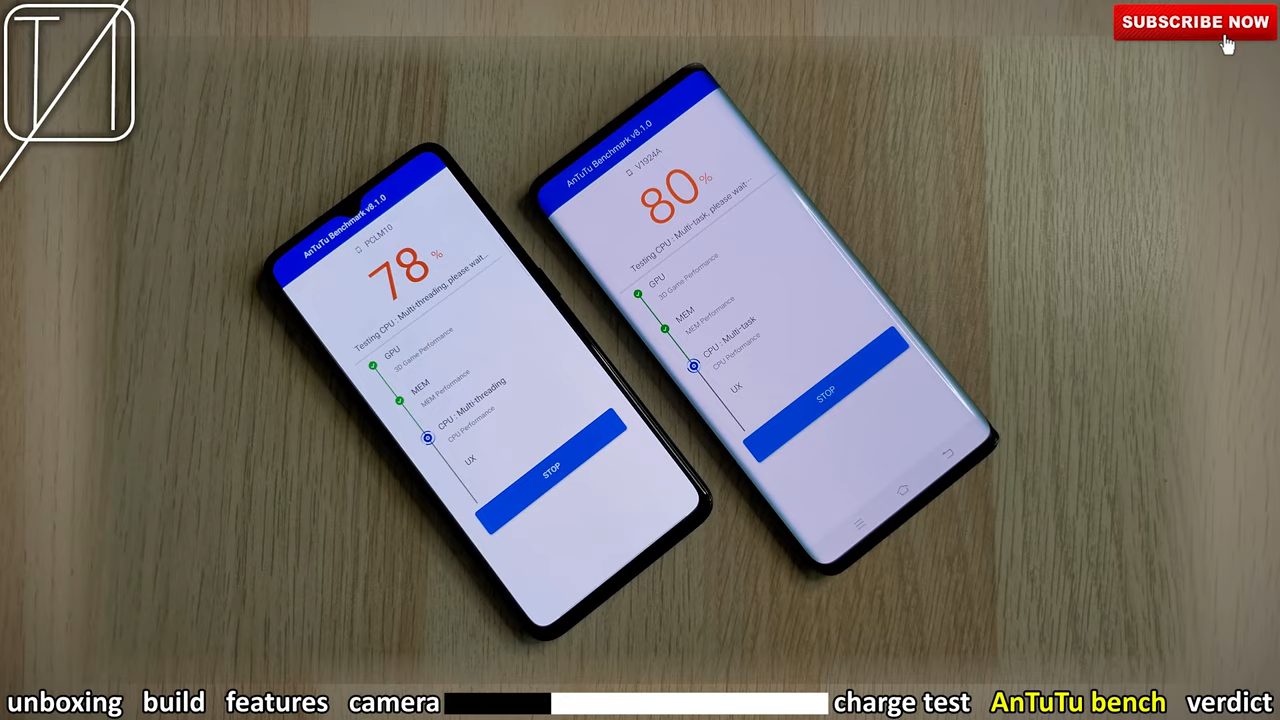 SUBSCRIBE NOW
AnTuTu Benchmark v8.1.0
PCLM10
78%
Testing CPU : Multi-threading, please wait...
GPU
3D Game Performance
MEM
MEM Performance
CPU : Multi-threading
CPU Performance
UX
STOP
AnTuTu Benchmark v8.1.0
V1924A
80%
Testing CPU : Multi-task, please wait...
GPU
3D Game Performance
MEM
MEM Performance
CPU : Multi-task
CPU Performance
UX
STOP
unboxing build features camera charge test AnTuTu bench verdict